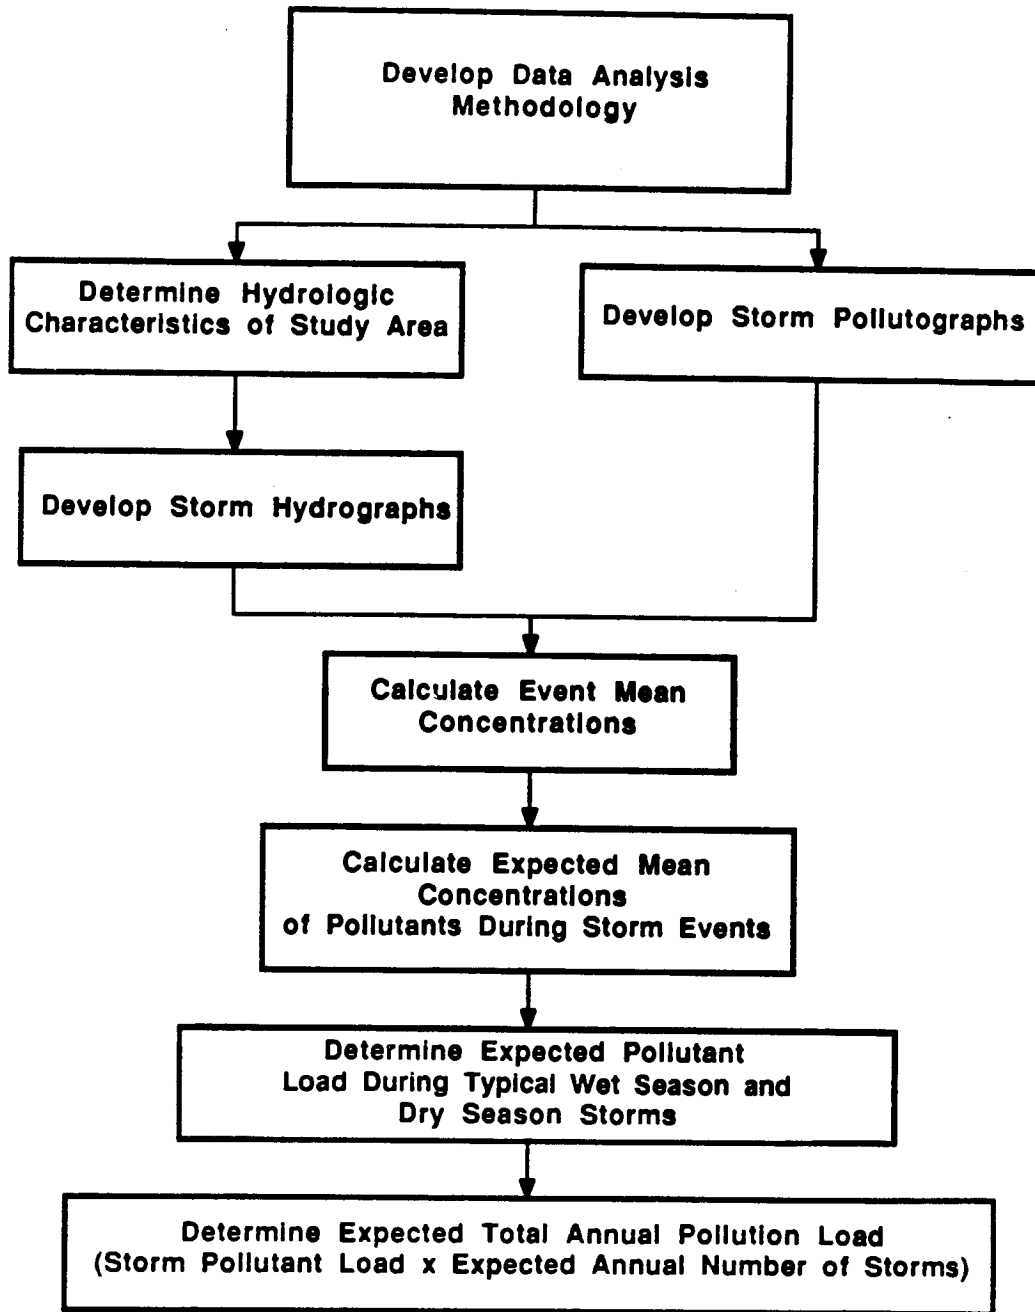 Develop Data Analysis
Methodology
Determine Hydrologic
Characteristics of Study Area
Develop Storm Pollutographs
Develop Storm Hydrographs
Calculate Event Mean
Concentrations
Calculate Expected Mean
Concentrations
of Pollutants During Storm Events
Determine Expected Pollutant
Load During Typical Wet Season and
Dry Season Storms
Determine Expected Total Annual Pollution Load
(Storm Pollutant Load x Expected Annual Number of Storms)